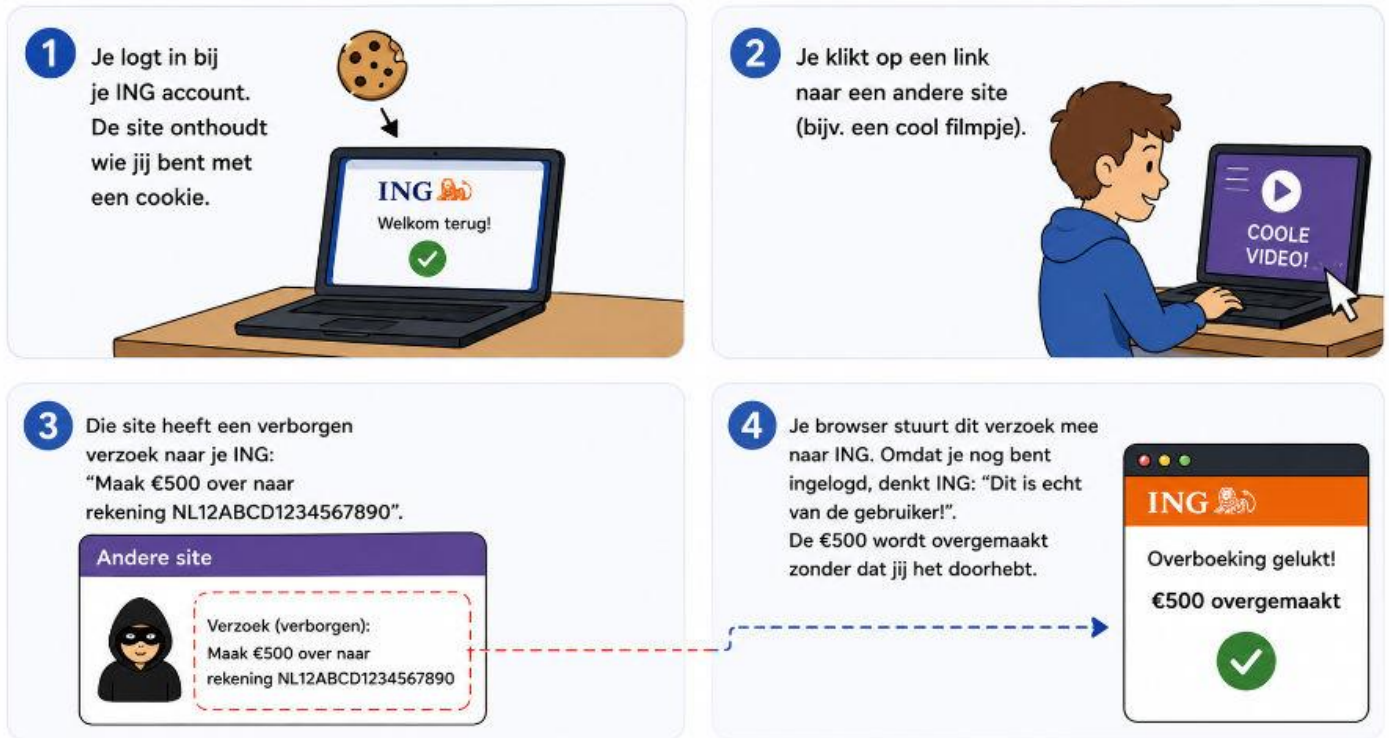 1
Je logt in bij
je ING account.
De site onthoudt
wie jij bent met
een cookie.
ING
Welkom terug!
2
Je klikt op een link
naar een andere site
(bijv. een cool filmpje).
COOLE
VIDEO!
3
Die site heeft een verborgen
verzoek naar je ING:
“Maak €500 over naar
rekening NL12ABCD1234567890”.
Andere site
Verzoek (verborgen):
Maak €500 over naar
rekening NL12ABCD1234567890
4
Je browser stuurt dit verzoek mee
naar ING. Omdat je nog bent
ingelogd, denkt ING: “Dit is echt
van de gebruiker!”.
De €500 wordt overgemaakt
zonder dat jij het doorhebt.
ING
Overboeking gelukt!
€500 overgemaakt